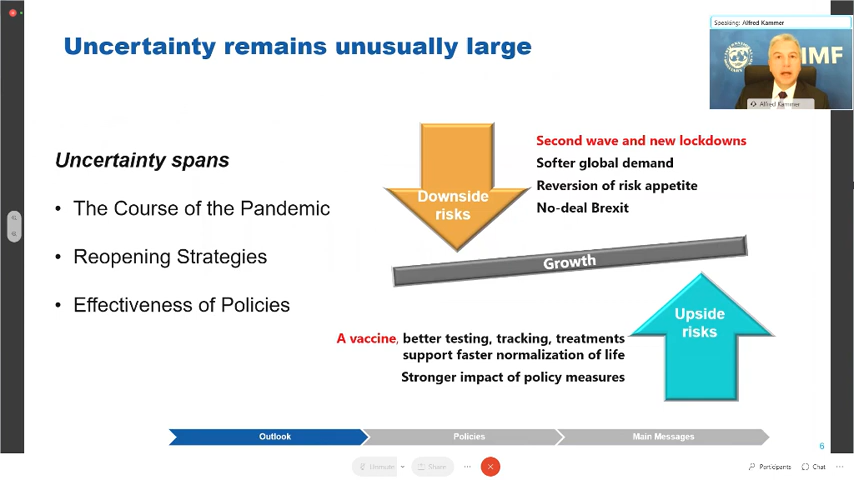 Uncertainty remains unusually large
Speaking: Alfred Kammer
IMF
Alfred Kammer
Uncertainty spans
• The Course of the Pandemic
• Reopening Strategies
• Effectiveness of Policies
Downside
risks
Second wave and new lockdowns
Softer global demand
Reversion of risk appetite
No-deal Brexit
Growth
Upside
risks
A vaccine, better testing, tracking, treatments
support faster normalization of life
Stronger impact of policy measures
Outlook
Policies
Main Messages
6
Unmute
Share
Participants
Chat